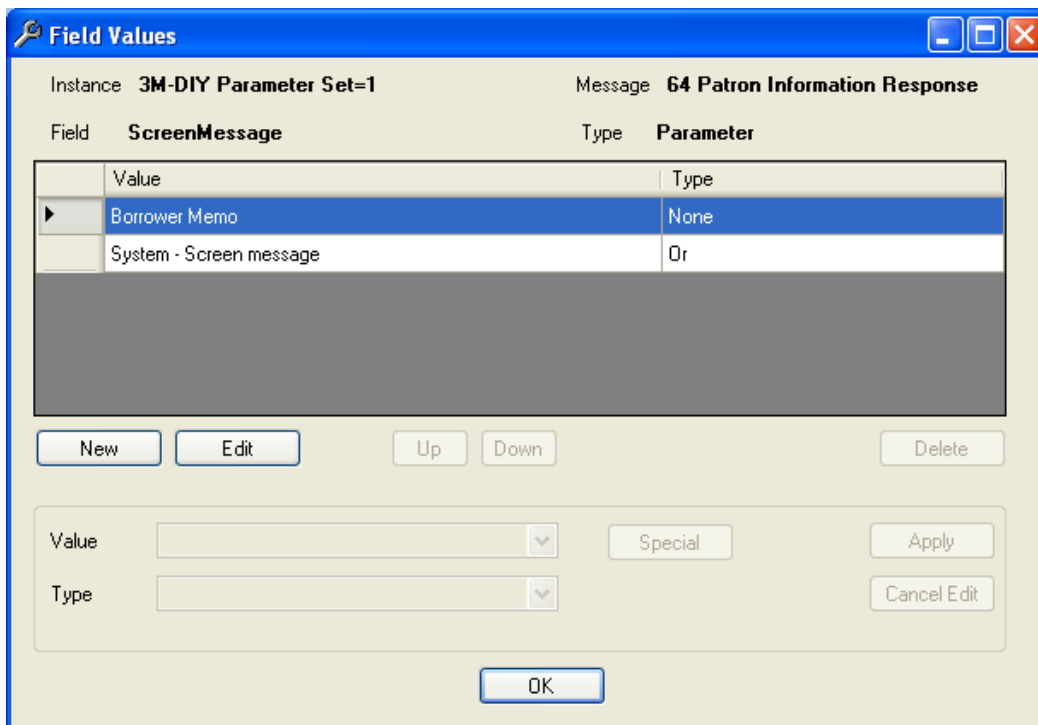 Field Values
Instance 3M-DIY Parameter Set=1 Message 64 Patron Information Response
Field ScreenMessage Type Parameter
Value Type
Borrower Memo None
System - Screen message Or
New Edit Up Down Delete
Value Special Apply
Type Cancel Edit
OK